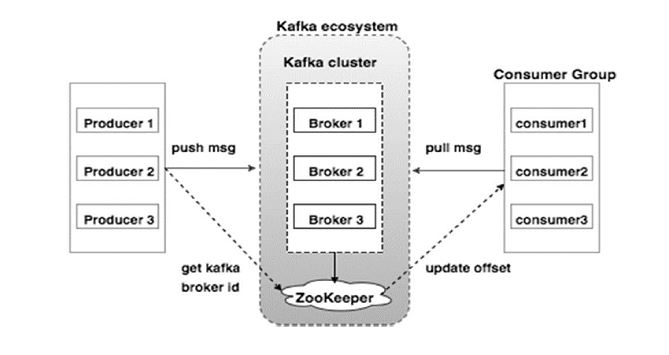 Kafka ecosystem
Kafka cluster
Consumer Group
Producer 1
Producer 2
Producer 3
push msg
Broker 1
Broker 2
Broker 3
pull msg
consumer1
consumer2
consumer3
get kafka
broker id
ZooKeeper
update offset